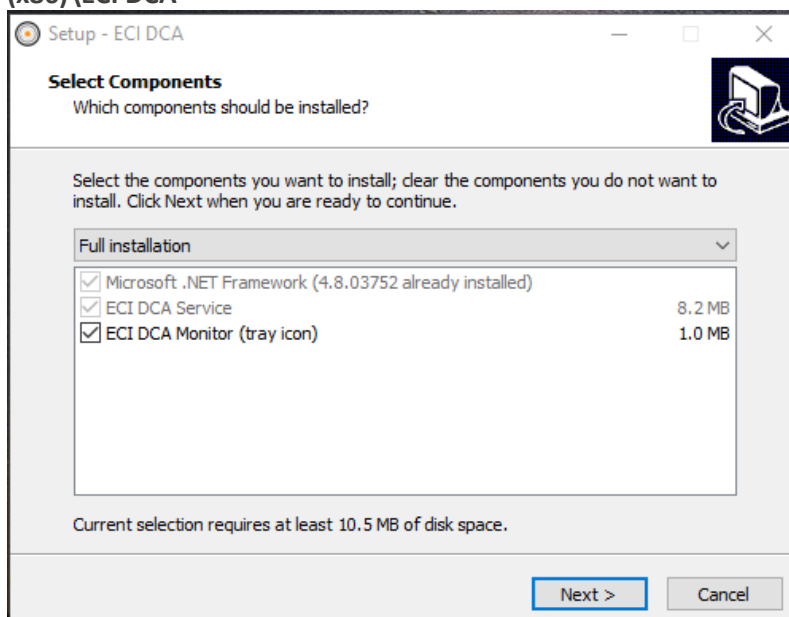 (x86)\ECI DCA
Setup - ECI DCA
Select Components
Which components should be installed?
Select the components you want to install; clear the components you do not want to
install. Click Next when you are ready to continue.
Full installation
Microsoft .NET Framework (4.8.03752 already installed)
ECI DCA Service 8.2 MB
ECI DCA Monitor (tray icon) 1.0 MB
Current selection requires at least 10.5 MB of disk space.
Next > Cancel